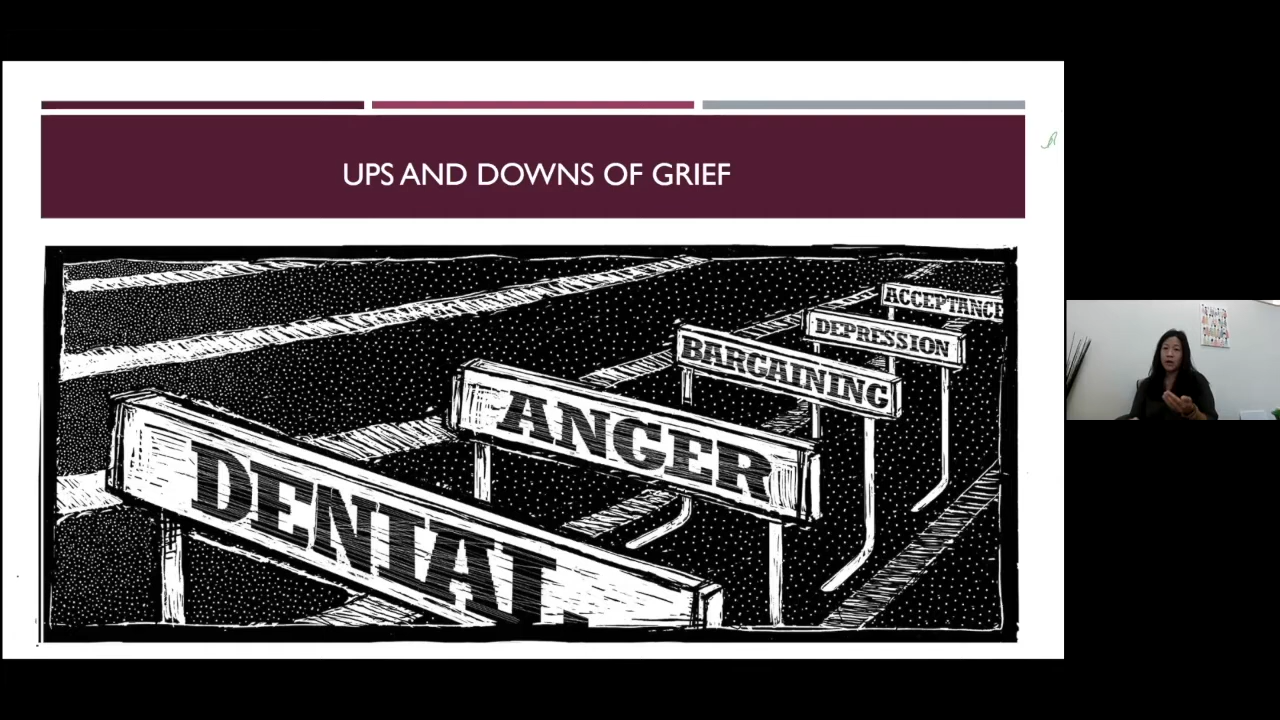 UPS AND DOWNS OF GRIEF
ACCEPTANCE
DEPRESSION
BARGAINING
ANGER
DENIAL